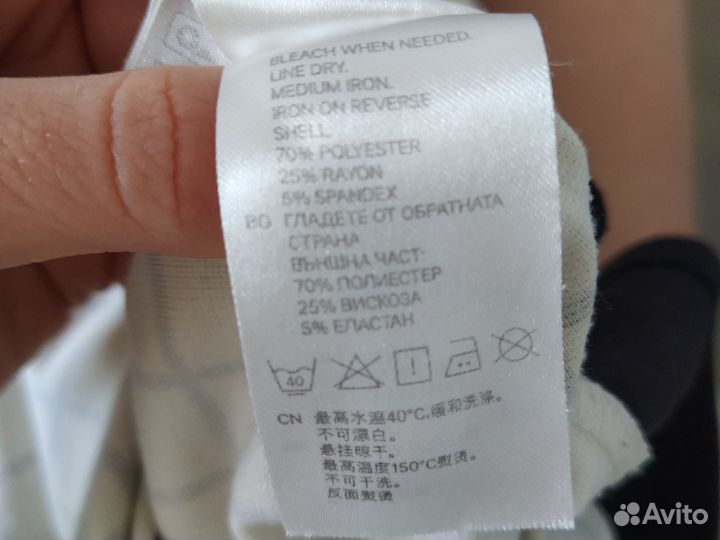 BLEACH WHEN NEEDED.
LINE DRY.
MEDIUM IRON.
IRON ON REVERSE
SHELL:
70% POLYESTER
25% RAYON
5% SPANDEX
BG ГЛАДЕТЕ ОТ ОБРАТНАТА
СТРАНА
ВЪНШНА ЧАСТ:
70% ПОЛИЕСТЕР
25% ВИСКОЗА
5% ЕЛАСТАН
40
CN 最高水温40°C,缓和洗涤。
不可漂白。
悬挂晾干。
最高温度150°C熨烫。
不可干洗。
反面熨烫
Avito